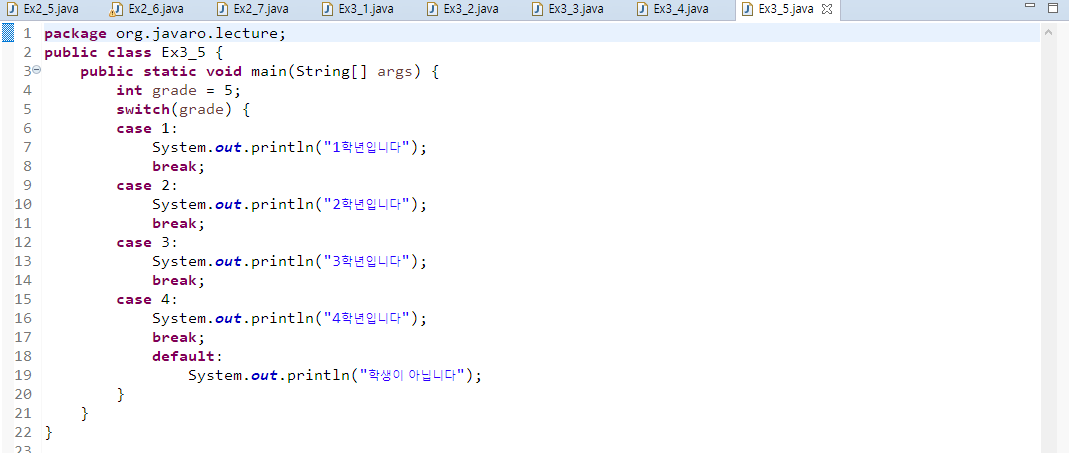 Ex2_5.java Ex2_6.java Ex2_7.java Ex3_1.java Ex3_2.java Ex3_3.java Ex3_4.java Ex3_5.java
1 package org.javaro.lecture;
2 public class Ex3_5 {
3 public static void main(String[] args) {
4 int grade = 5;
5 switch(grade) {
6 case 1:
7 System.out.println("1학년입니다");
8 break;
9 case 2:
10 System.out.println("2학년입니다");
11 break;
12 case 3:
13 System.out.println("3학년입니다");
14 break;
15 case 4:
16 System.out.println("4학년입니다");
17 break;
18 default:
19 System.out.println("학생이 아닙니다");
20 }
21 }
22 }
23